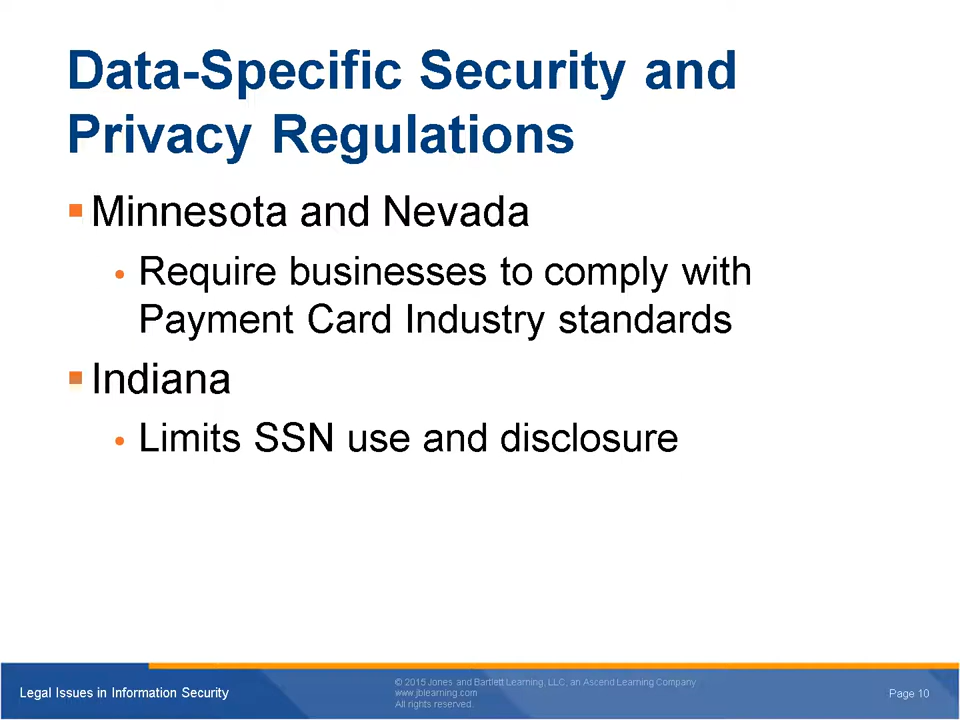 Data-Specific Security and
Privacy Regulations
Minnesota and Nevada
Require businesses to comply with
Payment Card Industry standards
Indiana
Limits SSN use and disclosure
Legal Issues in Information Security
© 2015 Jones and Bartlett Learning, LLC, an Ascend Learning Company
www.jblearning.com
All rights reserved.
Page 10